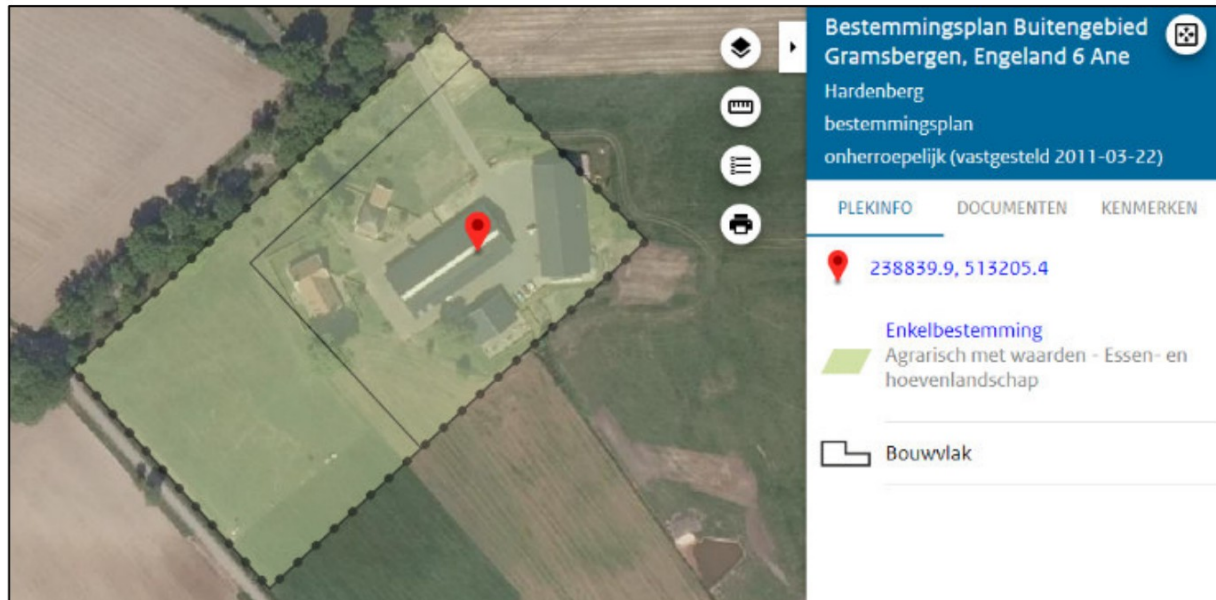 Bestemmingsplan Buitengebied
Gramsbergen, Engeland 6 Ane
Hardenberg
bestemmingsplan
onherroepelijk (vastgesteld 2011-03-22)
PLEKINFO DOCUMENTEN KENMERKEN
238839.9, 513205.4
Enkelbestemming
Agrarisch met waarden - Essen- en
hoevenlandschap
Bouwvlak